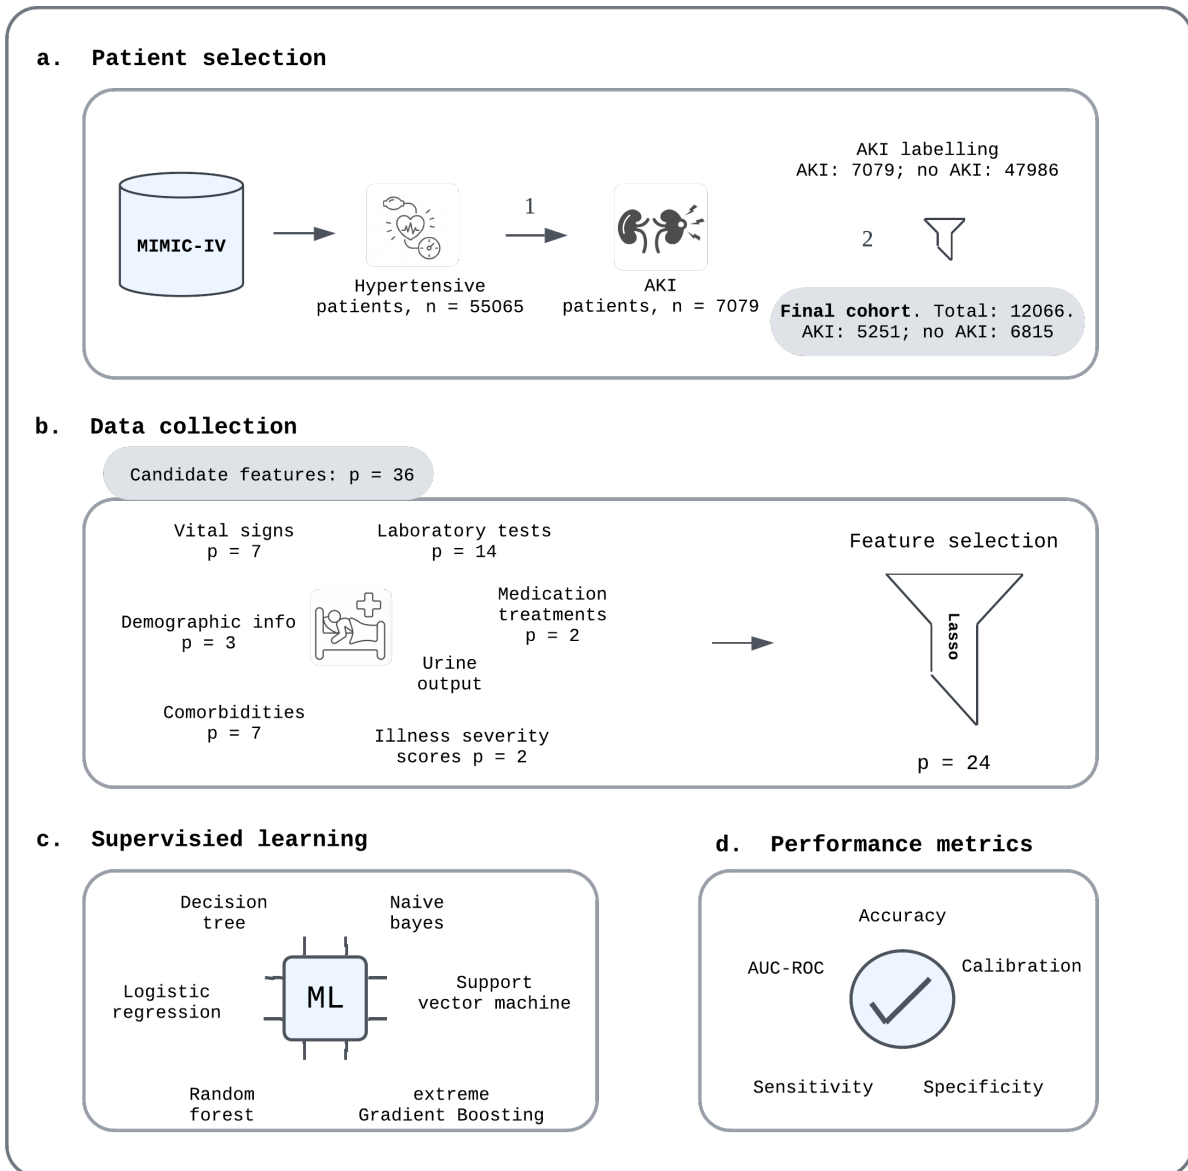 a. Patient selection
MIMIC-IV
Hypertensive
patients, n = 55065
1
AKI
patients, n = 7079
AKI labelling
AKI: 7079; no AKI: 47986
2
Final cohort. Total: 12066.
AKI: 5251; no AKI: 6815
b. Data collection
Candidate features: p = 36
Vital signs
p = 7
Laboratory tests
p = 14
Demographic info
p = 3
Medication
treatments
p = 2
Urine
output
Comorbidities
p = 7
Illness severity
scores p = 2
Feature selection
Lasso
p = 24
c. Supervisied learning
Decision
tree
Naive
bayes
Logistic
regression
ML
Support
vector machine
Random
forest
extreme
Gradient Boosting
d. Performance metrics
Accuracy
AUC-ROC
Calibration
Sensitivity
Specificity